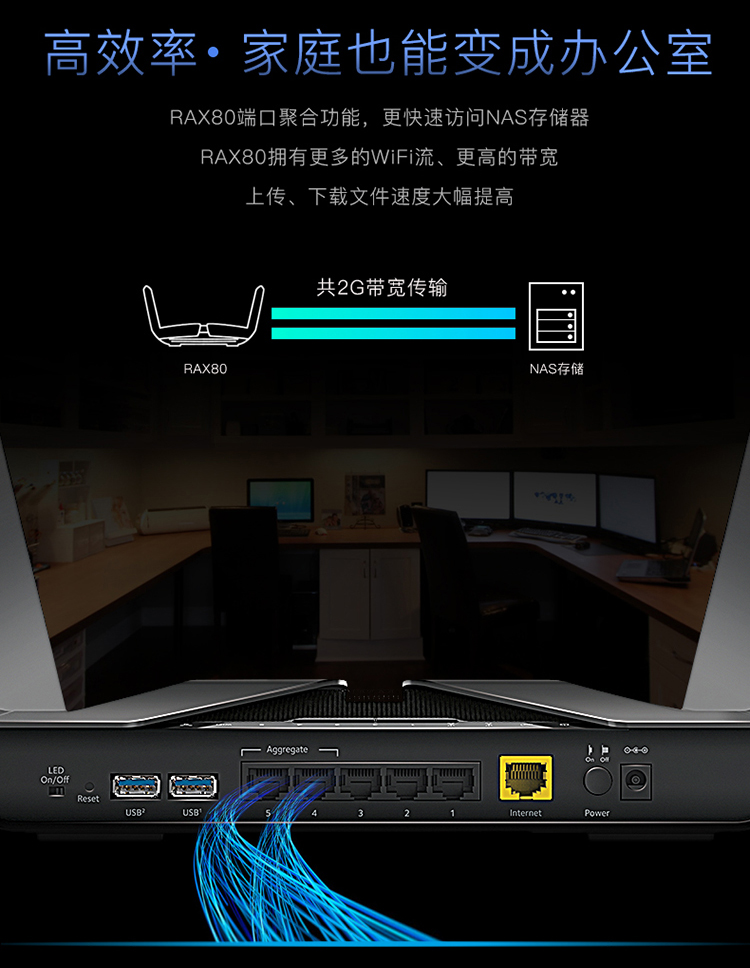 高效率·家庭也能变成办公室
RAX80端口聚合功能，更快速访问NAS存储器
RAX80拥有更多的WiFi流、更高的带宽
上传、下载文件速度大幅提高
共2G带宽传输
RAX80
NAS存储
Aggregate
LED
On/Off
Reset
USB²
USB¹
5
4
3
2
1
Internet
On
Off
Power